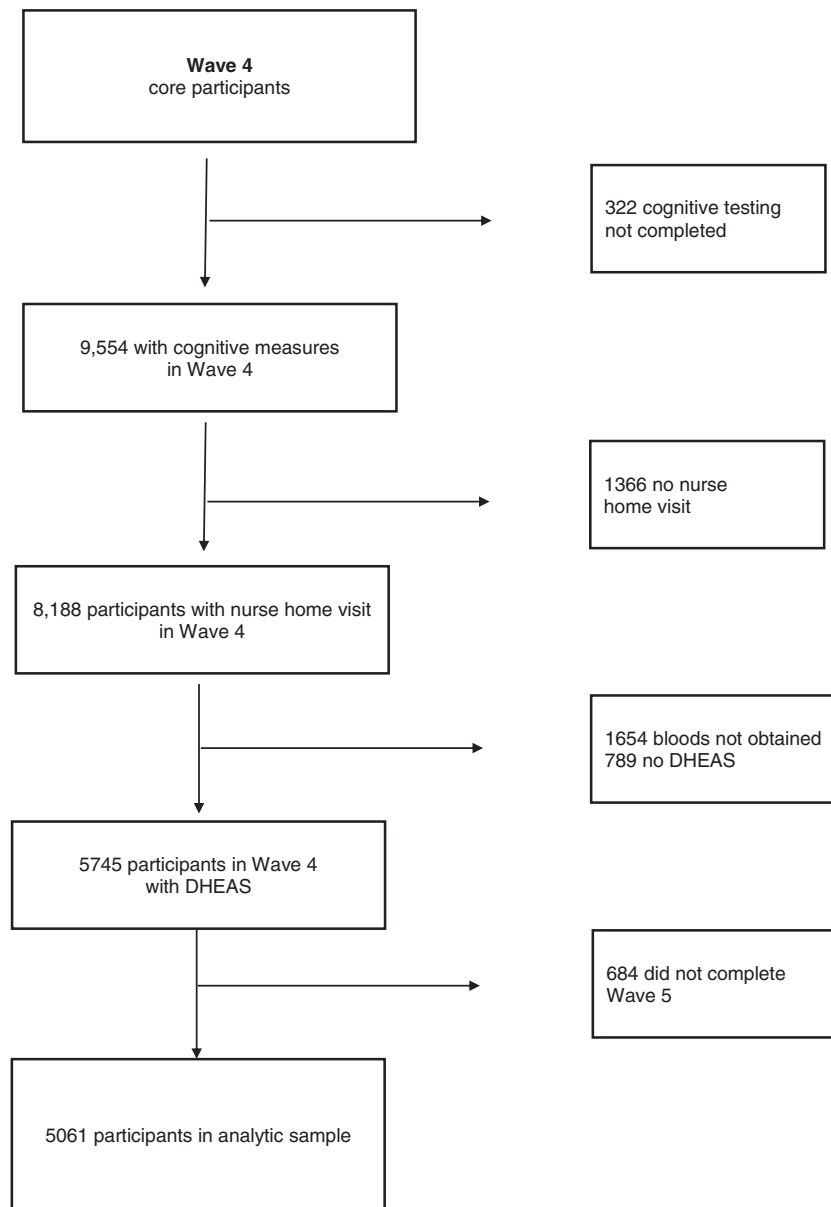 Wave 4
core participants
322 cognitive testing
not completed
9,554 with cognitive measures
in Wave 4
1366 no nurse
home visit
8,188 participants with nurse home visit
in Wave 4
1654 bloods not obtained
789 no DHEAS
5745 participants in Wave 4
with DHEAS
684 did not complete
Wave 5
5061 participants in analytic sample